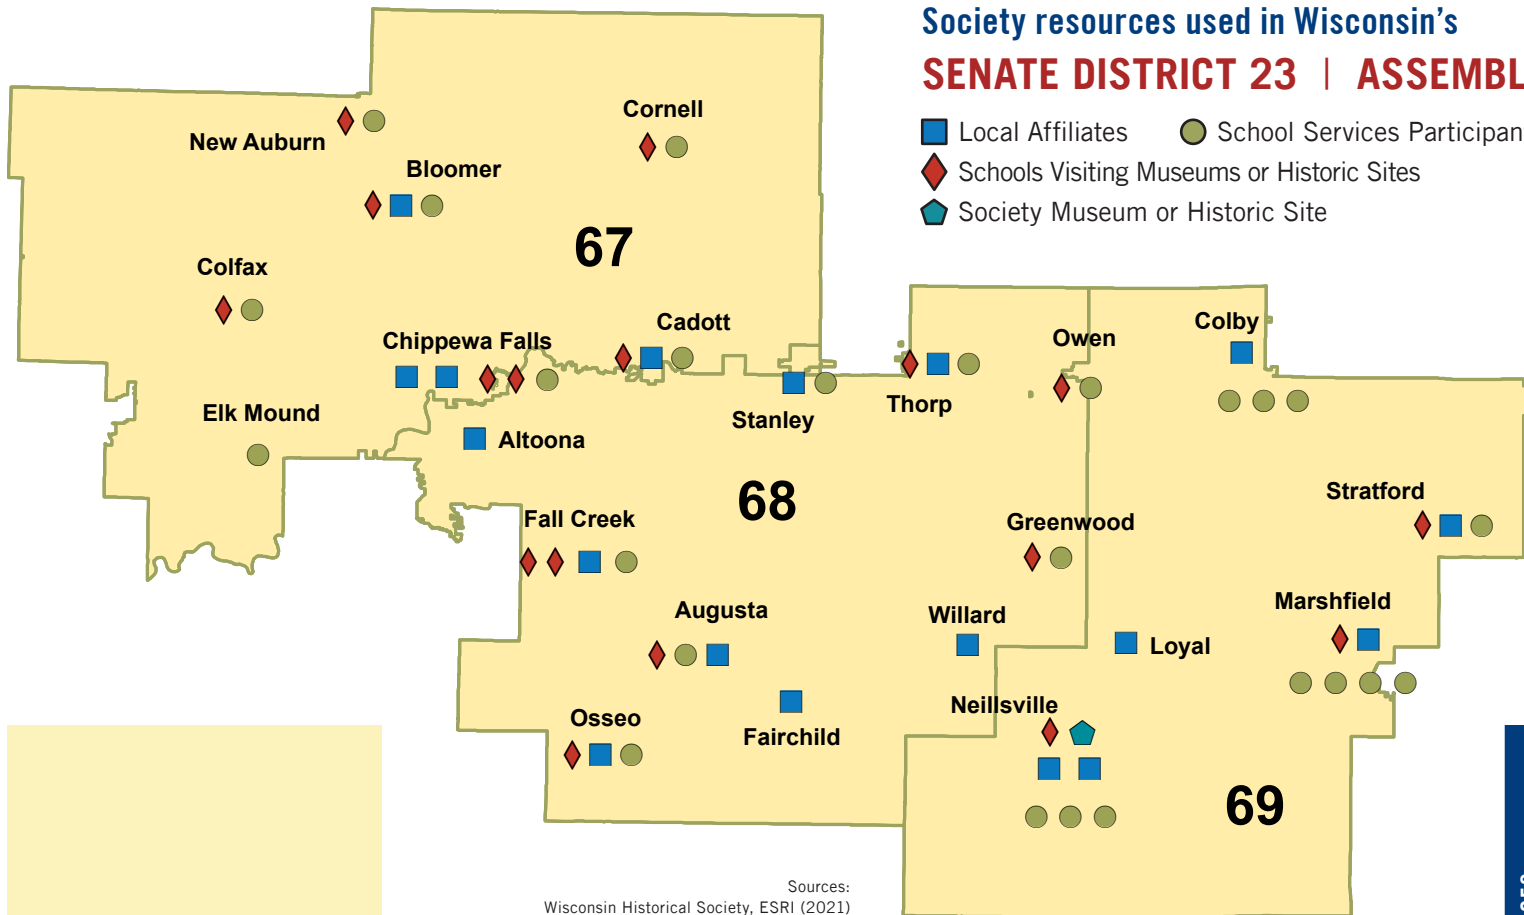 Society resources used in Wisconsin's
SENATE DISTRICT 23 | ASSEMBL
Local Affiliates
School Services Participan
Schools Visiting Museums or Historic Sites
Society Museum or Historic Site
New Auburn
Cornell
Bloomer
67
Colfax
Chippewa Falls
Cadott
Elk Mound
Altoona
Stanley
Thorp
Owen
Colby
68
Fall Creek
Greenwood
Stratford
Augusta
Willard
Loyal
Marshfield
Osseo
Fairchild
Neillsville
69
Sources:
Wisconsin Historical Society, ESRI (2021)